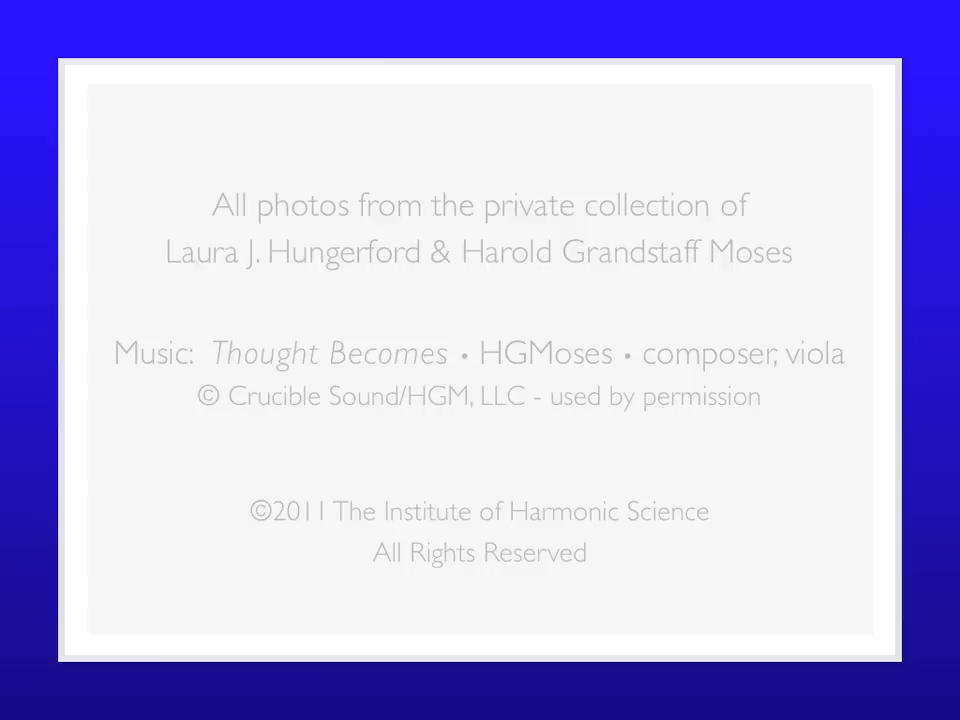 All photos from the private collection of
Laura J. Hungerford & Harold Grandstaff Moses
Music: Thought Becomes • HGMoses • composer, viola
© Crucible Sound/HGM, LLC - used by permission
©2011 The Institute of Harmonic Science
All Rights Reserved